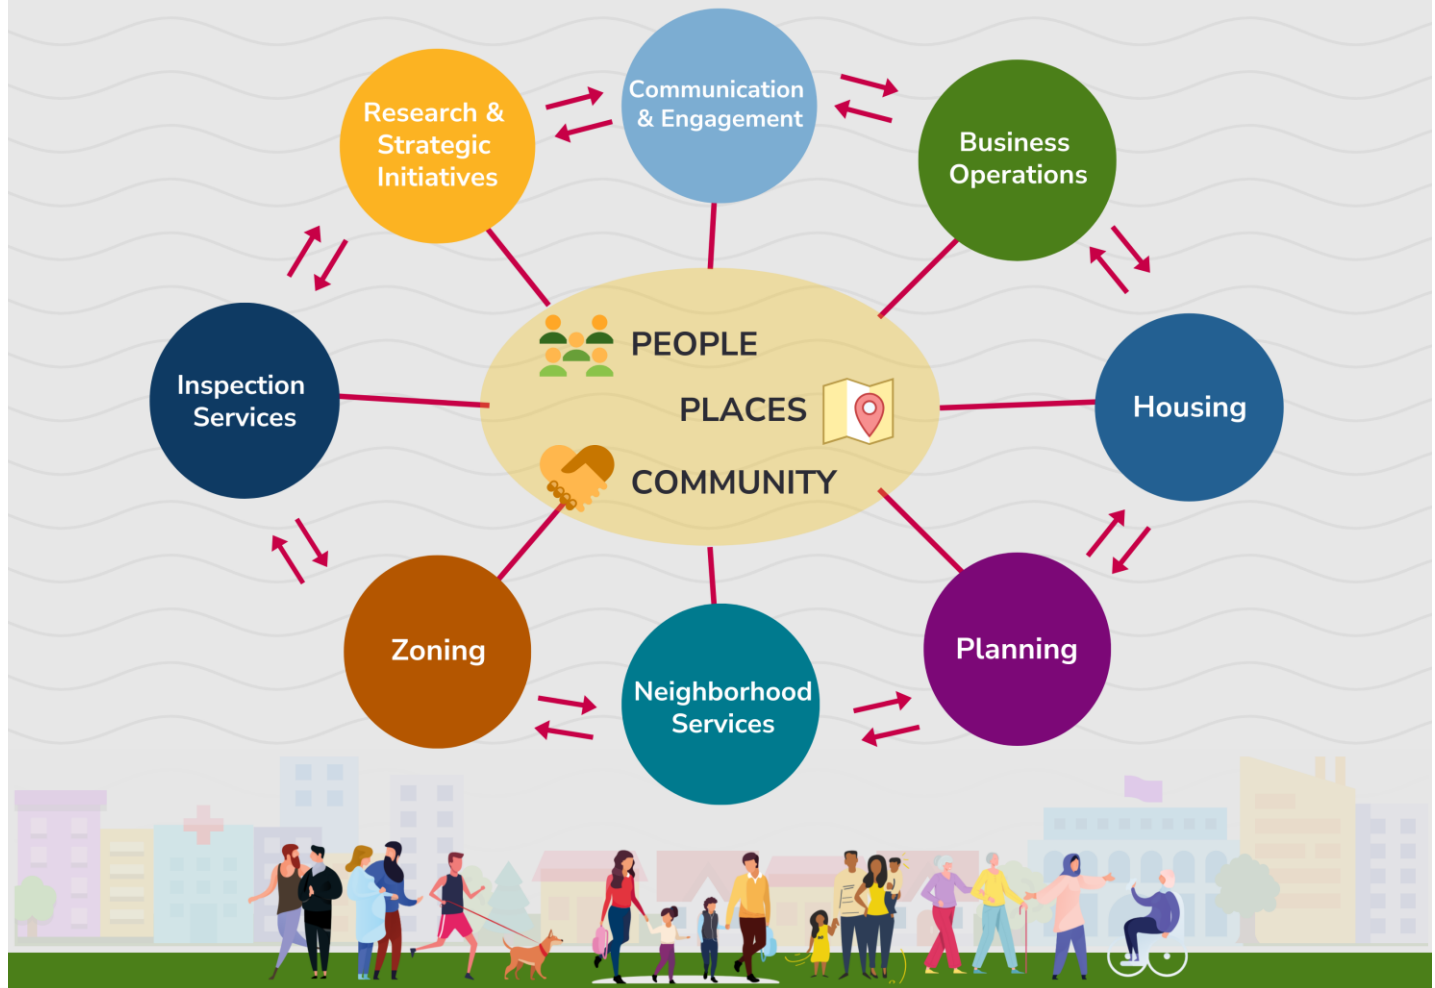 Communication
& Engagement
Research &
Strategic
Initiatives
Business
Operations
PEOPLE
Inspection
Services
PLACES
Housing
COMMUNITY
Zoning
Planning
Neighborhood
Services